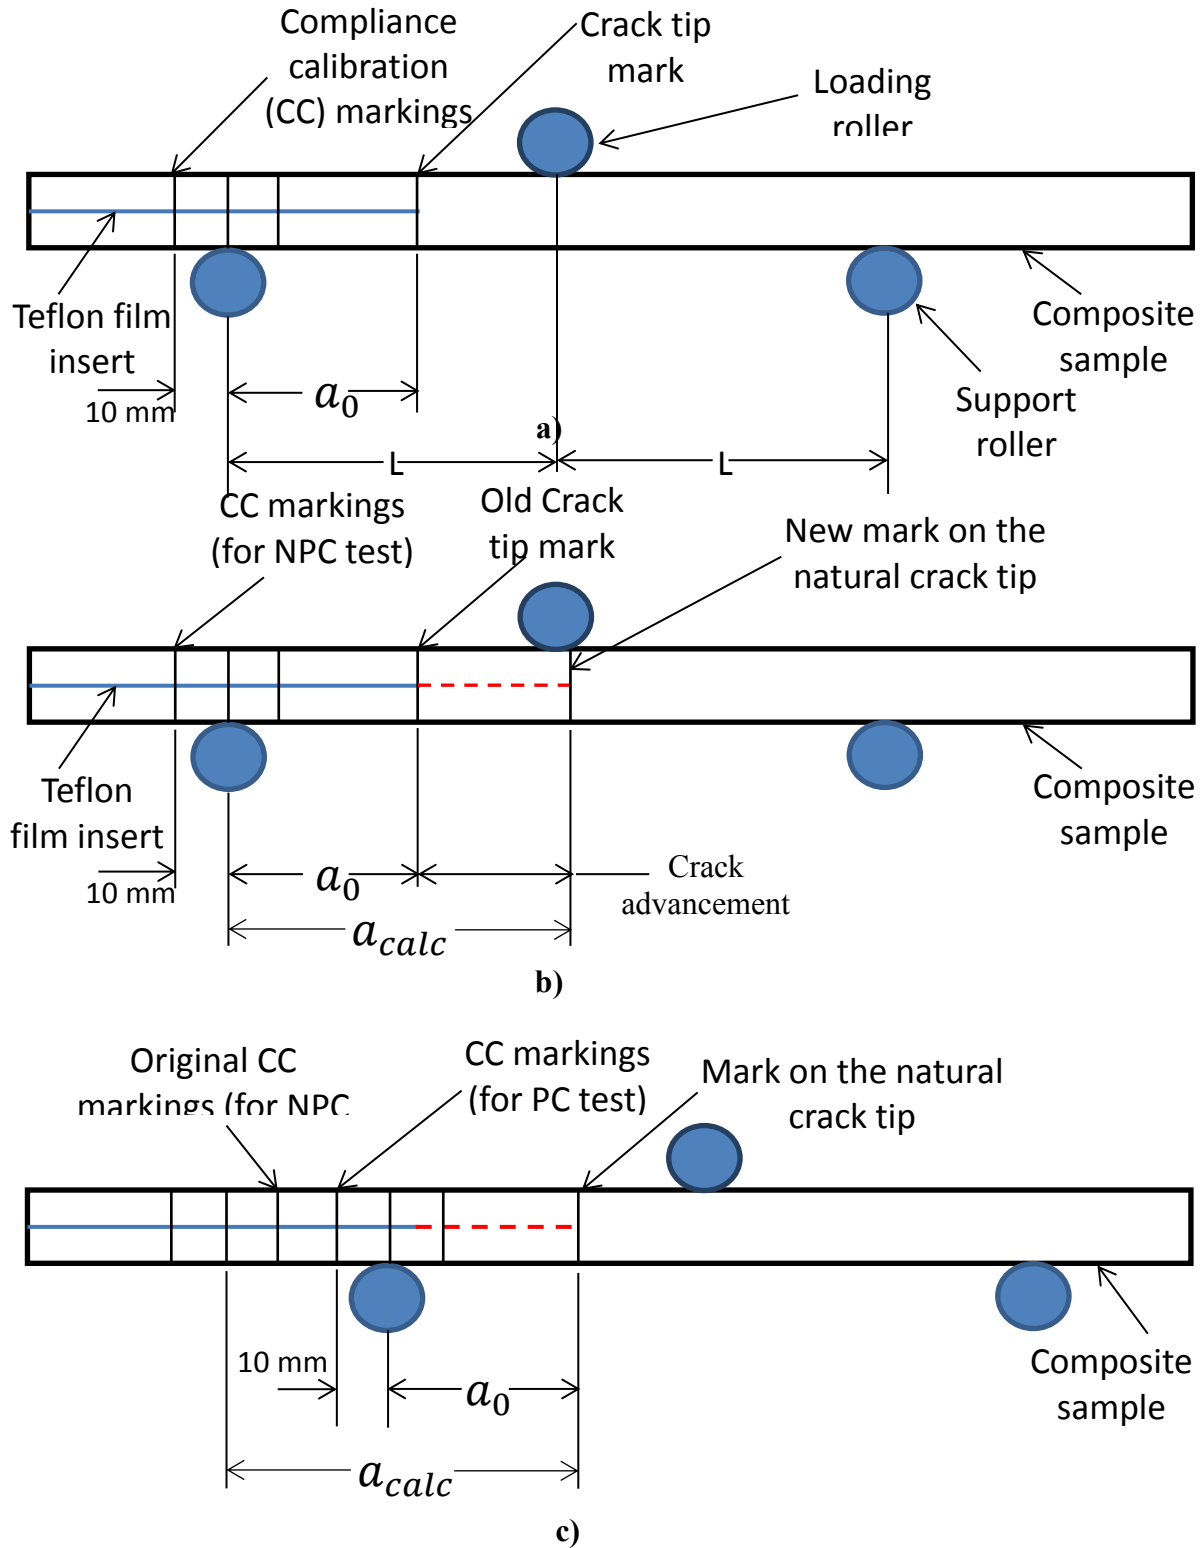 Compliance
calibration
(CC) markings
Crack tip
mark
Loading
roller
Teflon film
insert
10 mm
a0
Composite
sample
Support
roller
a)
L
L
CC markings
(for NPC test)
Old Crack
tip mark
New mark on the
natural crack tip
Teflon
film insert
10 mm
a0
Crack
advancement
Composite
sample
acalc
b)
Original CC
markings (for NPC
CC markings
(for PC test)
Mark on the natural
crack tip
10 mm
a0
Composite
sample
acalc
c)